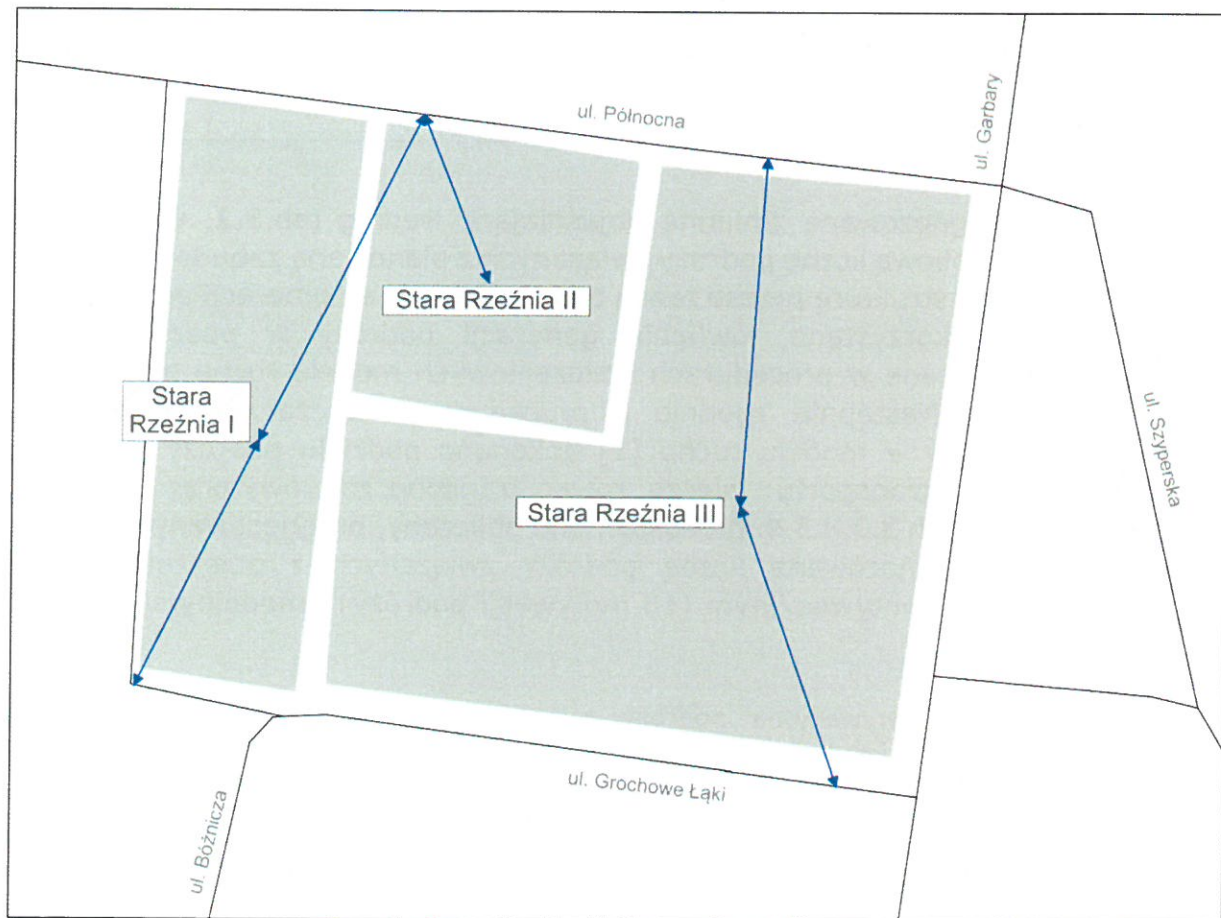 ul. Północna
ul. Garbary
Stara Rzeźnia II
Stara
Rzeźnia I
ul. Szyperska
Stara Rzeźnia III
ul. Grochowe Łąki
ul. Bóżnicza